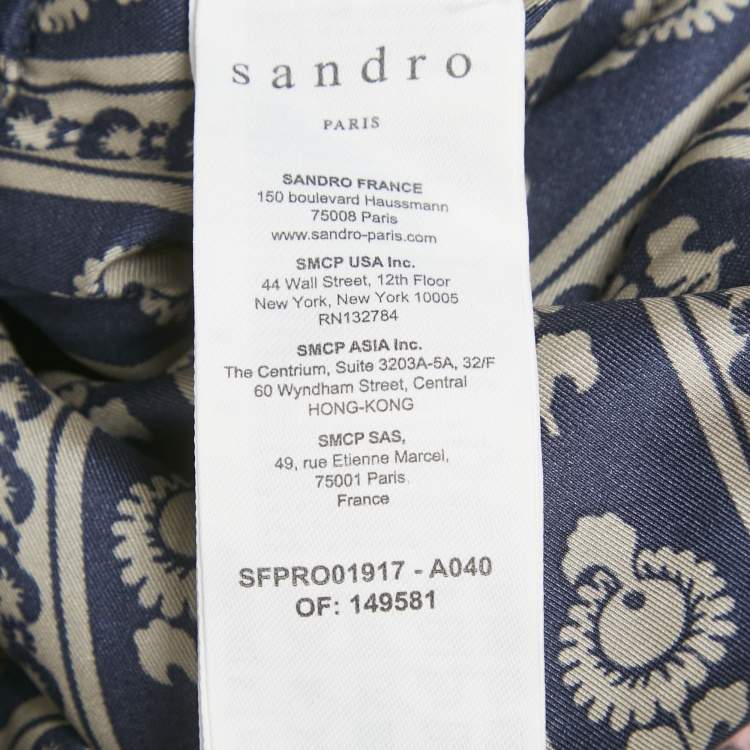 sandro
PARIS
SANDRO FRANCE
150 boulevard Haussmann
75008 Paris
www.sandro-paris.com
SMCP USA Inc.
44 Wall Street, 12th Floor
New York, New York 10005
RN132784
SMCP ASIA Inc.
The Centrium, Suite 3203A-5A, 32/F
60 Wyndham Street, Central
HONG-KONG
SMCP SAS,
49, rue Etienne Marcel,
75001 Paris
France
SFPRO01917 - A040
OF: 149581